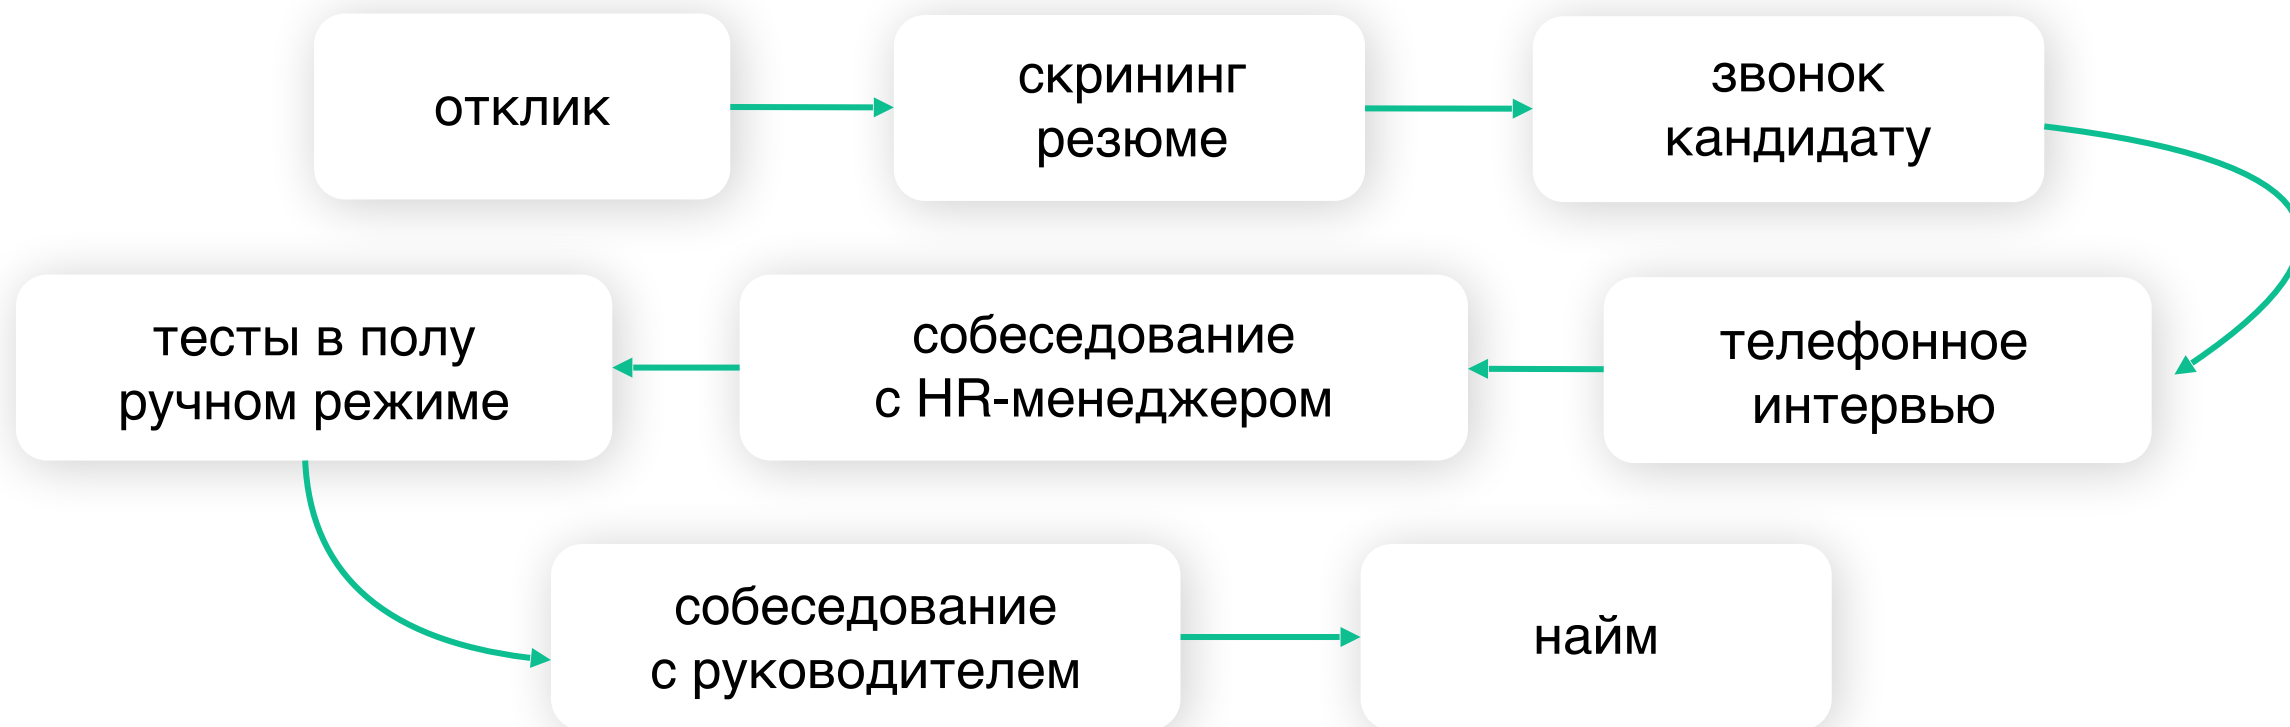 отклик
скрининг
резюме
звонок
кандидату
телефонное
интервью
собеседование
с HR-менеджером
тесты в полу
ручном режиме
собеседование
с руководителем
найм